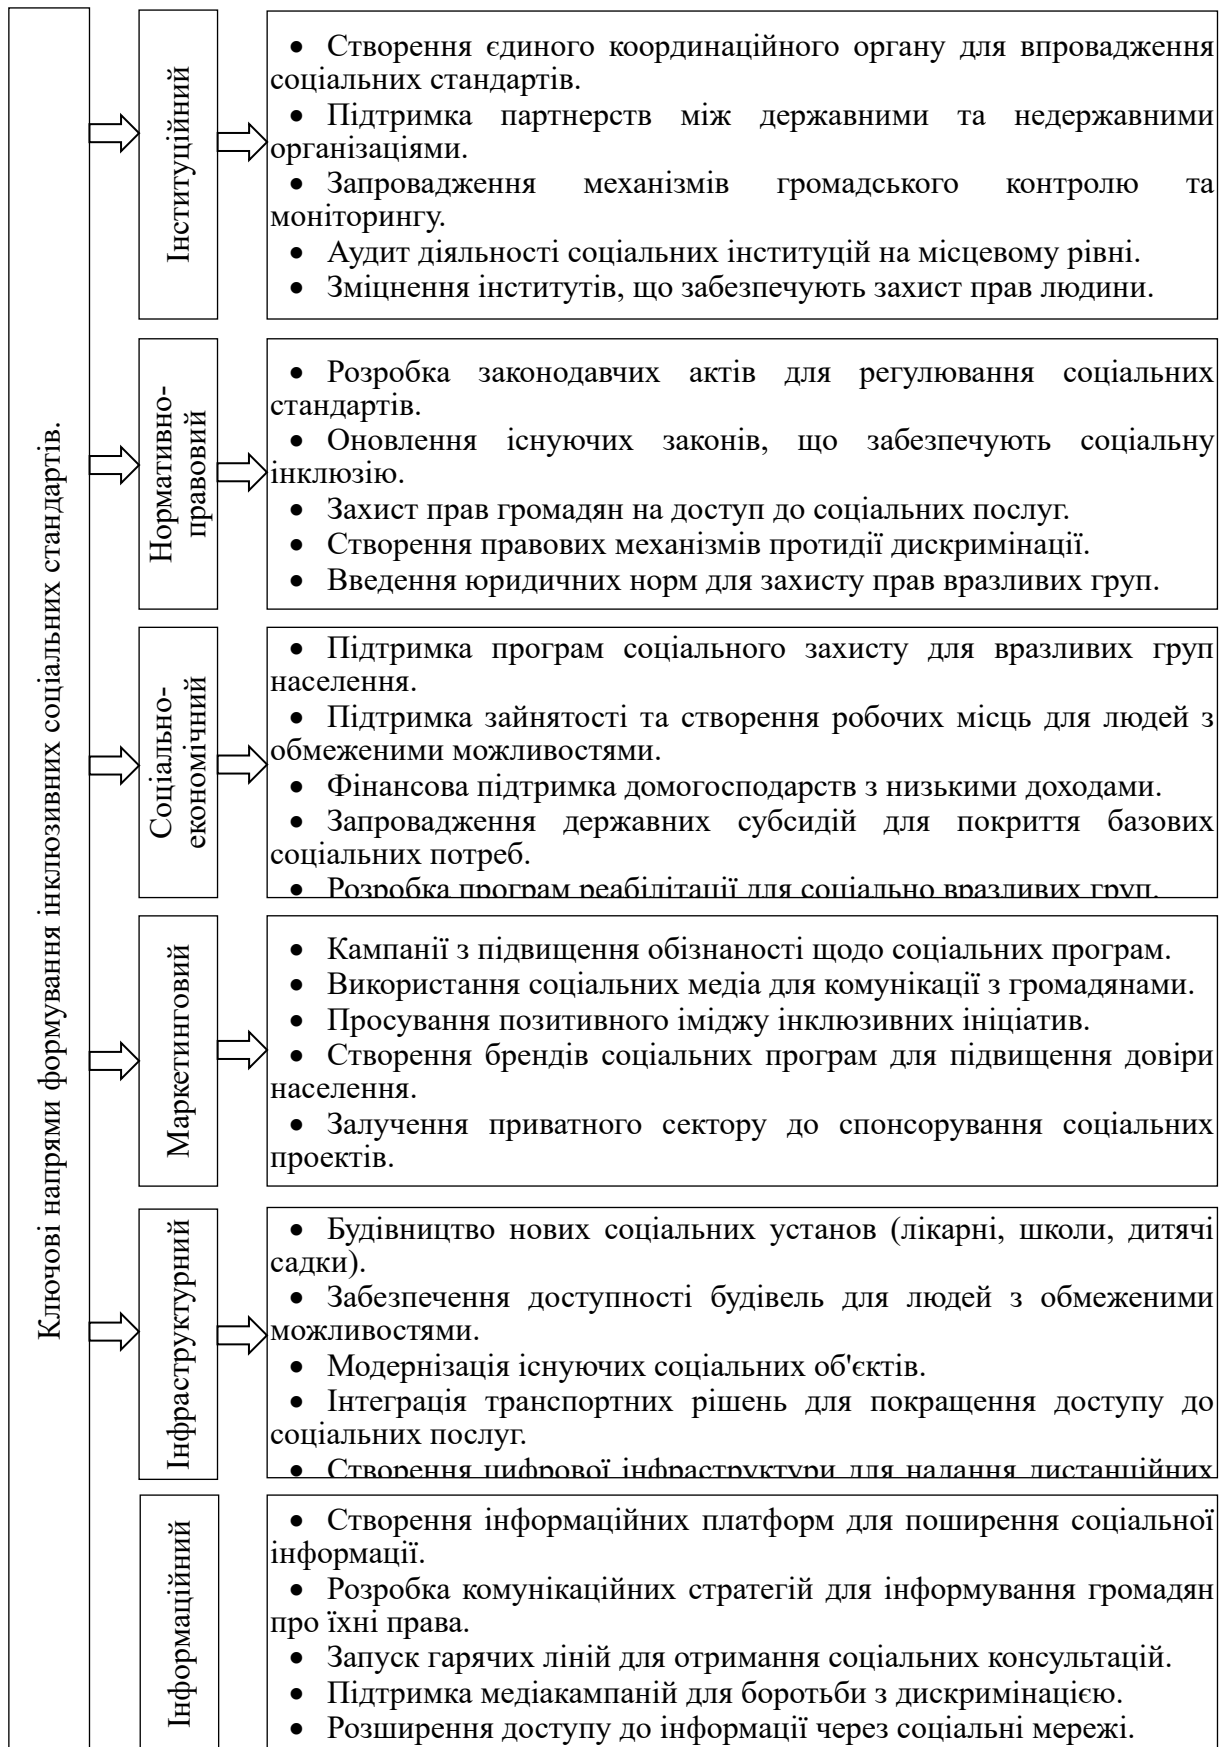 Ключові напрями формування інклюзивних соціальних стандартів.
Інституційний
• Створення єдиного координаційного органу для впровадження
соціальних стандартів.
• Підтримка партнерств між державними та недержавними
організаціями.
• Запровадження механізмів громадського контролю та
моніторингу.
• Аудит діяльності соціальних інституцій на місцевому рівні.
• Зміцнення інститутів, що забезпечують захист прав людини.
Нормативно-
правовий
• Розробка законодавчих актів для регулювання соціальних
стандартів.
• Оновлення існуючих законів, що забезпечують соціальну
інклюзію.
• Захист прав громадян на доступ до соціальних послуг.
• Створення правових механізмів протидії дискримінації.
• Введення юридичних норм для захисту прав вразливих груп.
Соціально-
економічний
• Підтримка програм соціального захисту для вразливих груп
населення.
• Підтримка зайнятості та створення робочих місць для людей з
обмеженими можливостями.
• Фінансова підтримка домогосподарств з низькими доходами.
• Запровадження державних субсидій для покриття базових
соціальних потреб.
• Розробка програм реабілітації для соціально вразливих груп.
Маркетинговий
• Кампанії з підвищення обізнаності щодо соціальних програм.
• Використання соціальних медіа для комунікації з громадянами.
• Просування позитивного іміджу інклюзивних ініціатив.
• Створення брендів соціальних програм для підвищення довіри
населення.
• Залучення приватного сектору до спонсорування соціальних
проектів.
Інфраструктурний
• Будівництво нових соціальних установ (лікарні, школи, дитячі
садки).
• Забезпечення доступності будівель для людей з обмеженими
можливостями.
• Модернізація існуючих соціальних об'єктів.
• Інтеграція транспортних рішень для покращення доступу до
соціальних послуг.
• Створення цифрової інфраструктури для надання дистанційних
Інформаційний
• Створення інформаційних платформ для поширення соціальної
інформації.
• Розробка комунікаційних стратегій для інформування громадян
про їхні права.
• Запуск гарячих ліній для отримання соціальних консультацій.
• Підтримка медіакампаній для боротьби з дискримінацією.
• Розширення доступу до інформації через соціальні мережі.